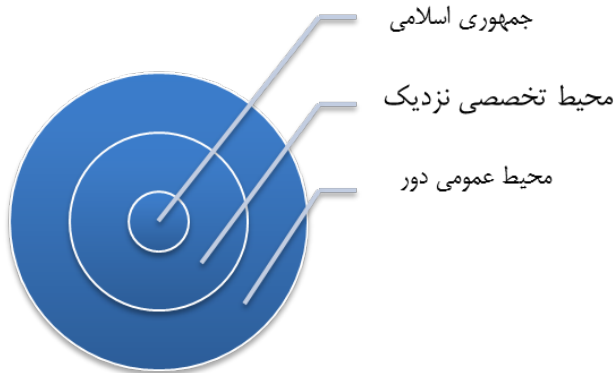 جمهوری اسلامی
محیط تخصصی نزدیک
محیط عمومی دور